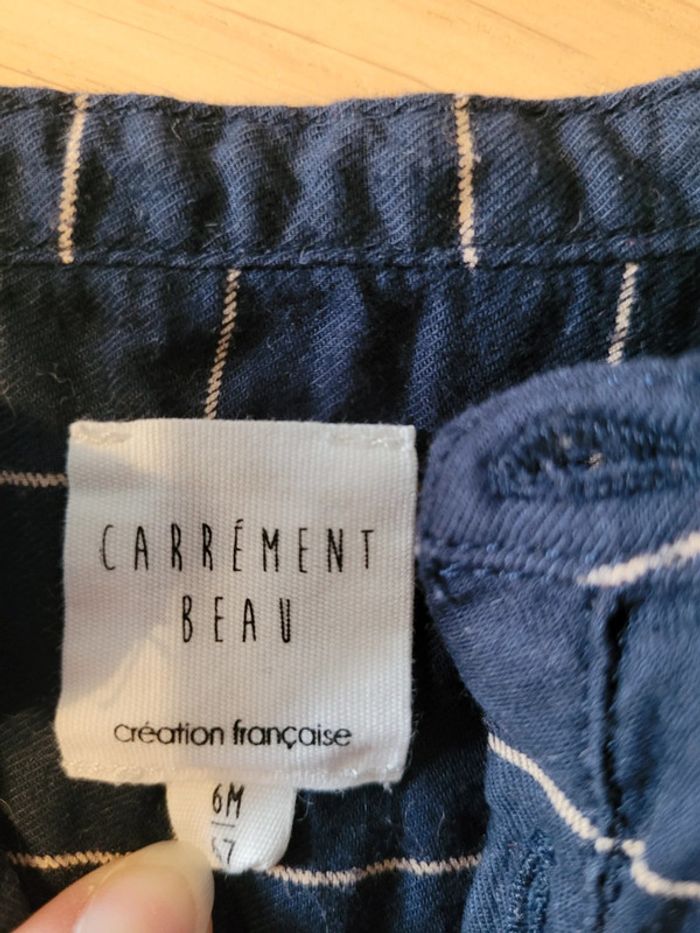 CARRÉMENT
BEAU
création française
6M
67